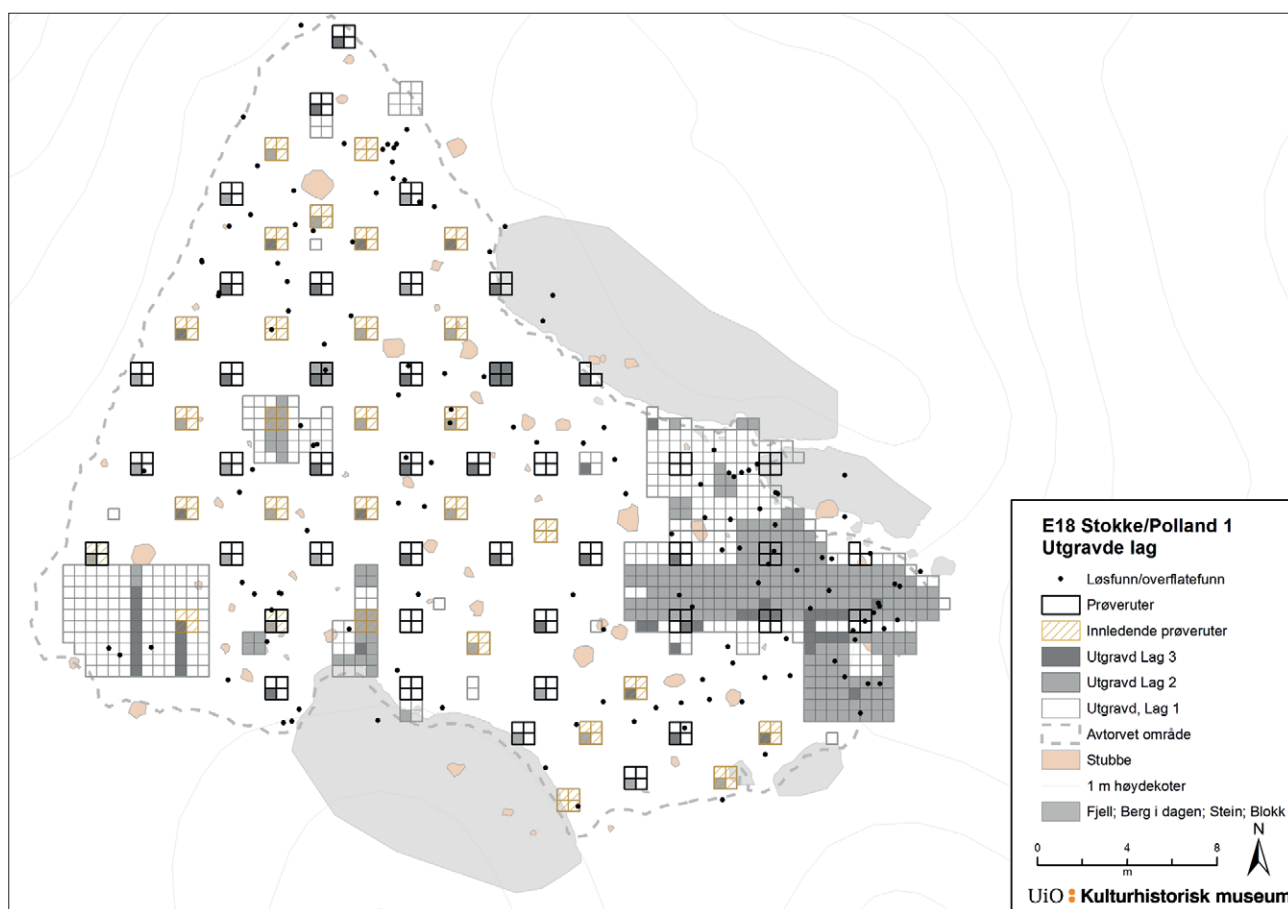 E18 Stokke/Polland 1
Utgravde lag
Løsfunn/overflatefunn
Prøveruter
Innledende prøveruter
Utgravd Lag 3
Utgravd Lag 2
Utgravd, Lag 1
Avtorvet område
Stubbe
1 m høydekoter
Fjell; Berg i dagen; Stein; Blokk
N
0 4 8
m
UiO Kulturhistorisk museum